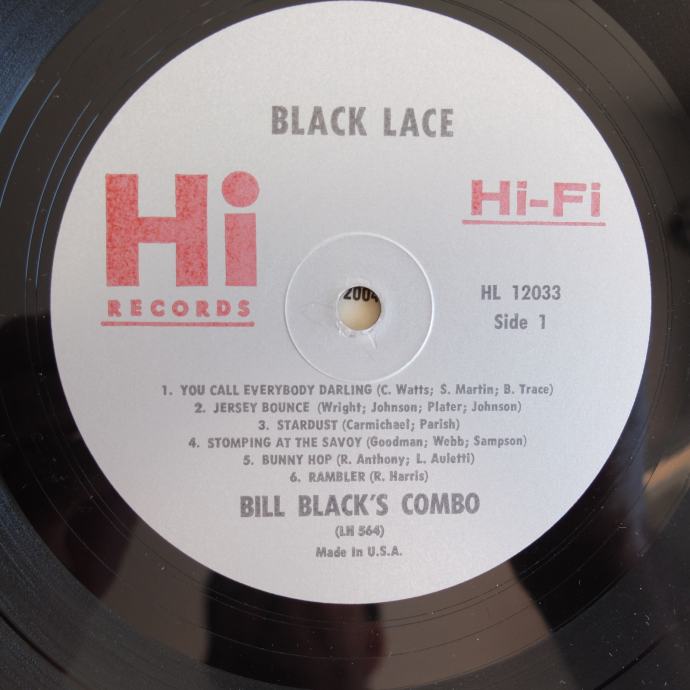 BLACK LACE
Hi
RECORDS
Hi-Fi
2004
HL 12033
Side 1
1. YOU CALL EVERYBODY DARLING (C. Watts; S. Martin; B. Trace)
2. JERSEY BOUNCE (Wright; Johnson; Plater; Johnson)
3. STARDUST (Carmichael; Parish)
4. STOMPING AT THE SAVOY (Goodman; Webb; Sampson)
5. BUNNY HOP (R. Anthony; L. Auletti)
6. RAMBLER (R. Harris)
BILL BLACK'S COMBO
(LH 564)
Made In U.S.A.